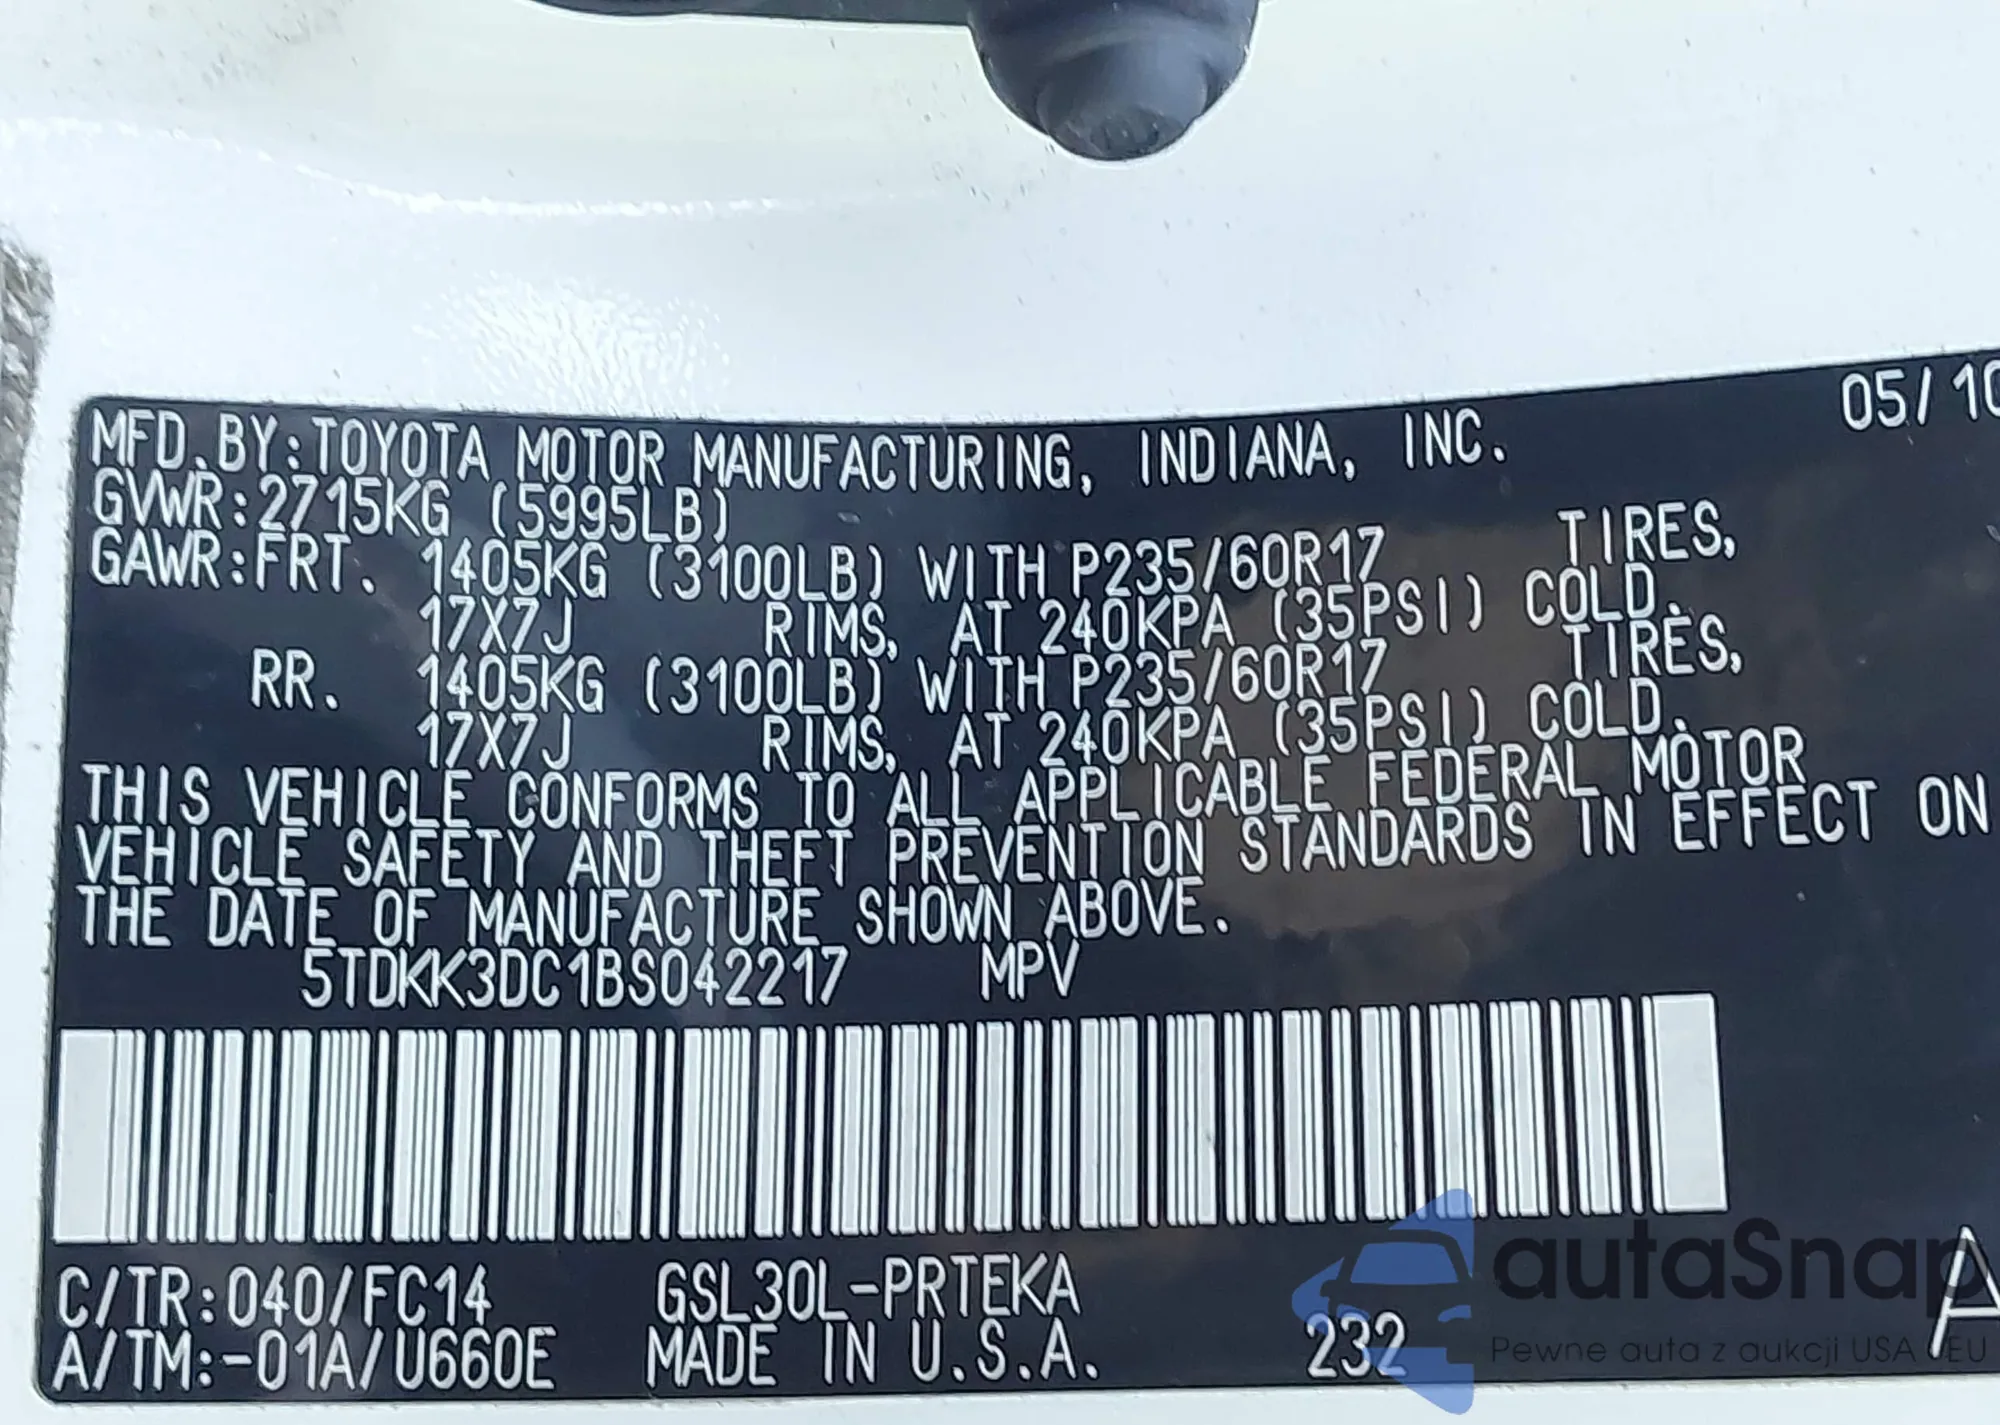 05/10
MFD.BY:TOYOTA MOTOR MANUFACTURING, INDIANA, INC.
GVWR:2715KG (5995LB)
GAWR:FRT. 1405KG (3100LB) WITH P235/60R17 TIRES,
17X7J RIMS, AT 240KPA (35PSI) COLD.
RR. 1405KG (3100LB) WITH P235/60R17 TIRES,
17X7J RIMS, AT 240KPA (35PSI) COLD.
THIS VEHICLE CONFORMS TO ALL APPLICABLE FEDERAL MOTOR
VEHICLE SAFETY AND THEFT PREVENTION STANDARDS IN EFFECT ON
THE DATE OF MANUFACTURE SHOWN ABOVE.
5TDKK3DC1BS042217 MPV
C/TR:040/FC14 GSL30L-PRTEKA
A/TM:-01A/U660E MADE IN U.S.A. 232 A
autoSnap
Pewne auta z aukcji USA i EU